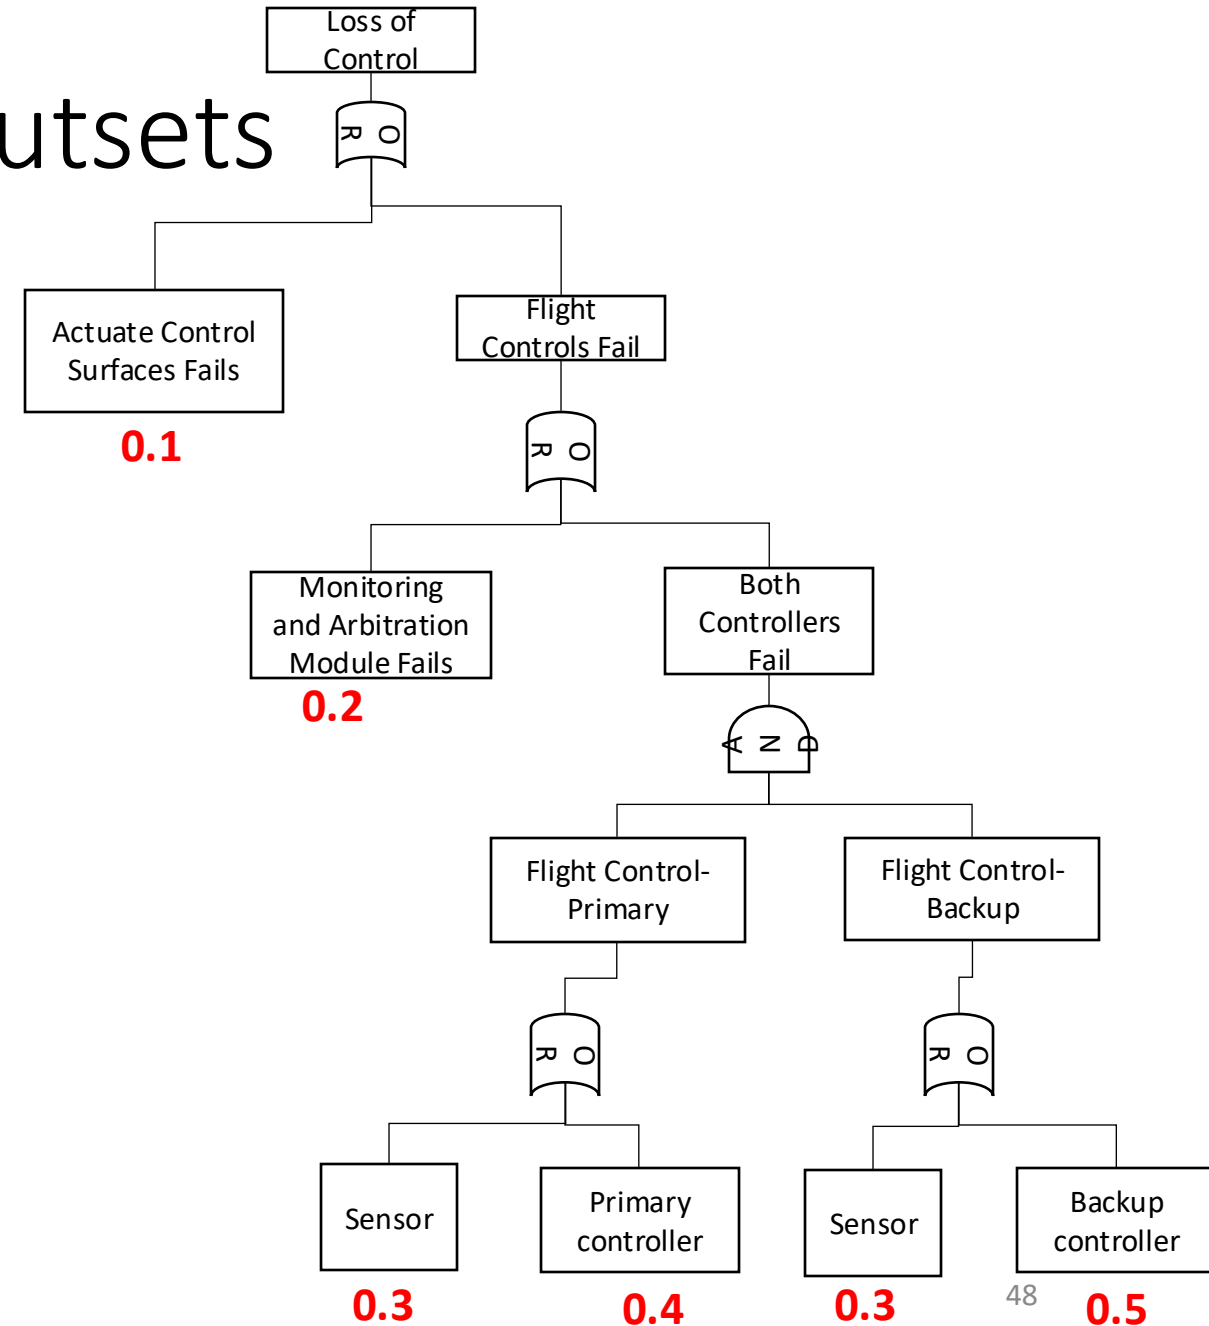 Loss of
Control
utsets
O
R
Actuate Control
Surfaces Fails
0.1
Flight
Controls Fail
O
R
Monitoring
and Arbitration
Module Fails
0.2
Both
Controllers
Fail
A N D
Flight Control-
Primary
Flight Control-
Backup
O
R
O
R
Sensor
0.3
Primary
controller
0.4
Sensor
0.3
Backup
controller
0.5
48